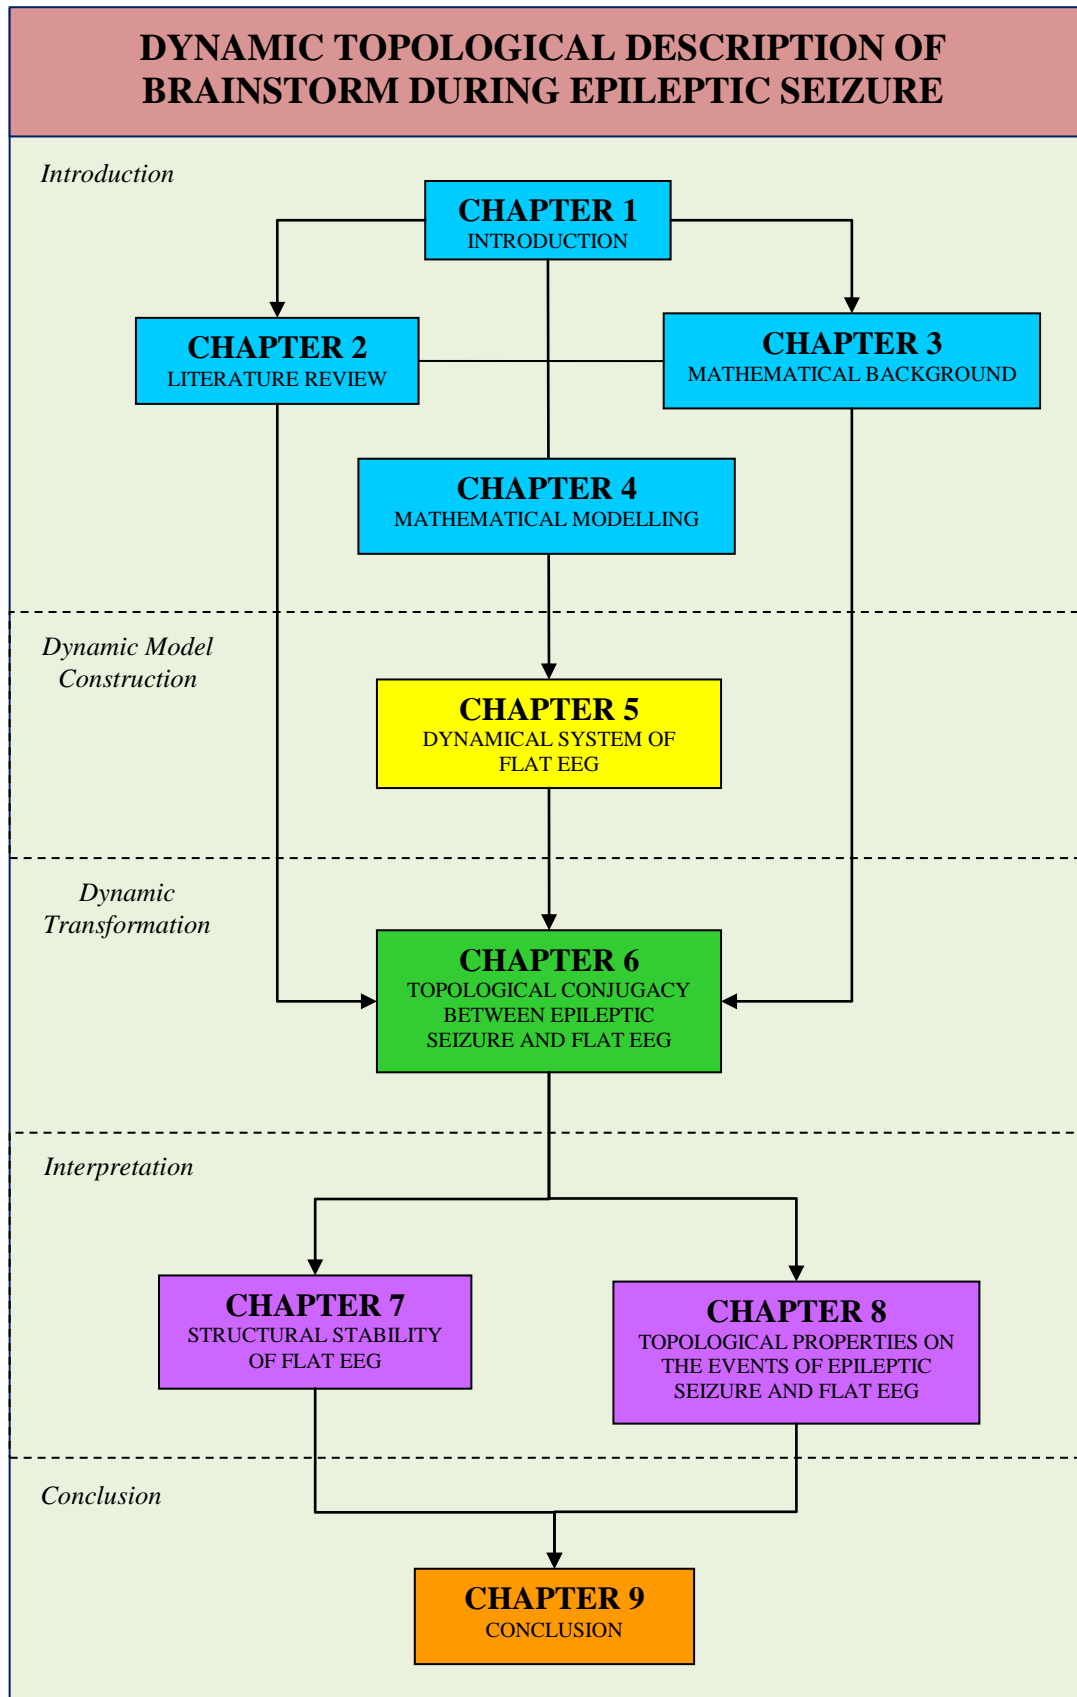 DYNAMIC TOPOLOGICAL DESCRIPTION OF
BRAINSTORM DURING EPILEPTIC SEIZURE
Introduction
CHAPTER 1
INTRODUCTION
CHAPTER 2
LITERATURE REVIEW
CHAPTER 3
MATHEMATICAL BACKGROUND
CHAPTER 4
MATHEMATICAL MODELLING
Dynamic Model
Construction
CHAPTER 5
DYNAMICAL SYSTEM OF
FLAT EEG
Dynamic
Transformation
CHAPTER 6
TOPOLOGICAL CONJUGACY
BETWEEN EPILEPTIC
SEIZURE AND FLAT EEG
Interpretation
CHAPTER 7
STRUCTURAL STABILITY
OF FLAT EEG
CHAPTER 8
TOPOLOGICAL PROPERTIES ON
THE EVENTS OF EPILEPTIC
SEIZURE AND FLAT EEG
Conclusion
CHAPTER 9
CONCLUSION